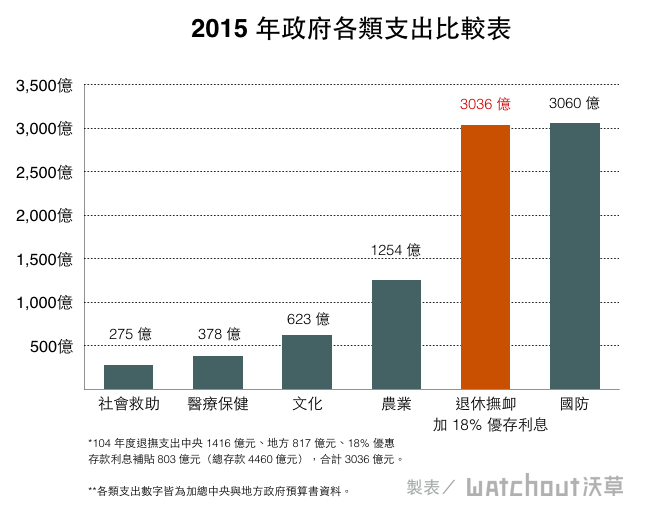 2015 年政府各類支出比較表
3,500億
3,000億
2,500億
2,000億
1,500億
1,000億
500億
275 億
378 億
623 億
1254 億
3036 億
3060 億
社會救助
醫療保健
文化
農業
退休撫卹
加 18% 優存利息
國防
*104 年度退撫支出中央 1416 億元、地方 817 億元、18% 優惠
存款利息補貼 803 億元（總存款 4460 億元），合計 3036 億元。
**各類支出數字皆為加總中央與地方政府預算書資料。
製表／ watchout沃草